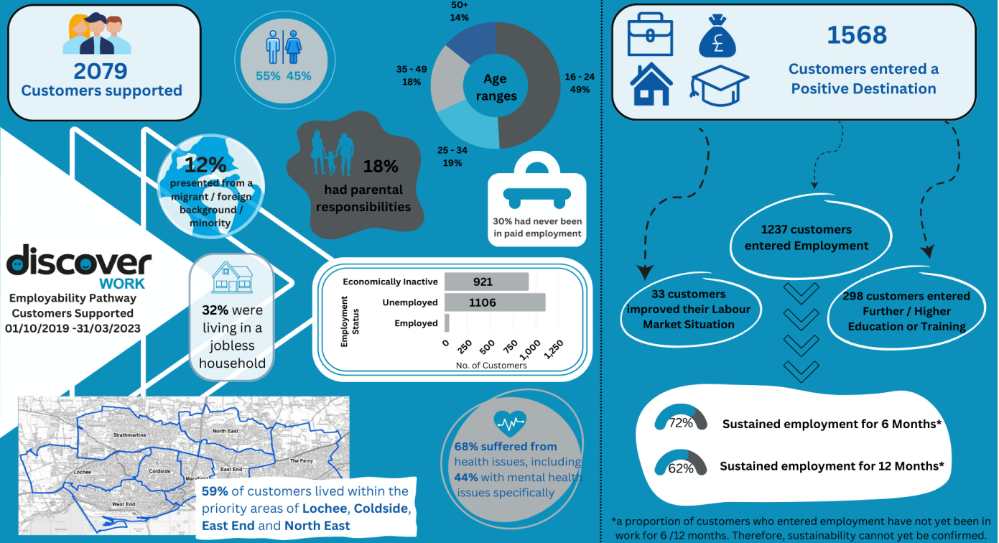 2079
Customers supported
55% 45%
50+
14%
35 - 49
18%
Age
ranges
16 - 24
49%
25 - 34
19%
12%
presented from a
migrant / foreign
background /
minority
18%
had parental
responsibilities
30% had never been
in paid employment
discover
WORK
Employability Pathway
Customers Supported
01/10/2019 -31/03/2023
32% were
living in a
jobless
household
Employment
Status
Economically Inactive
921
Unemployed
1106
Employed
0
250
500
750
1,000
1,250
No. of Customers
Strathmartine
North East
The Ferry
Lochee
Coldside
East End
West End
59% of customers lived within the
priority areas of Lochee, Coldside,
East End and North East
68% suffered from
health issues, including
44% with mental health
issues specifically
1568
Customers entered a
Positive Destination
£
1237 customers
entered Employment
33 customers
improved their Labour
Market Situation
298 customers entered
Further / Higher
Education or Training
72%
Sustained employment for 6 Months*
62%
Sustained employment for 12 Months*
*a proportion of customers who entered employment have not yet been in
work for 6 /12 months. Therefore, sustainability cannot yet be confirmed.